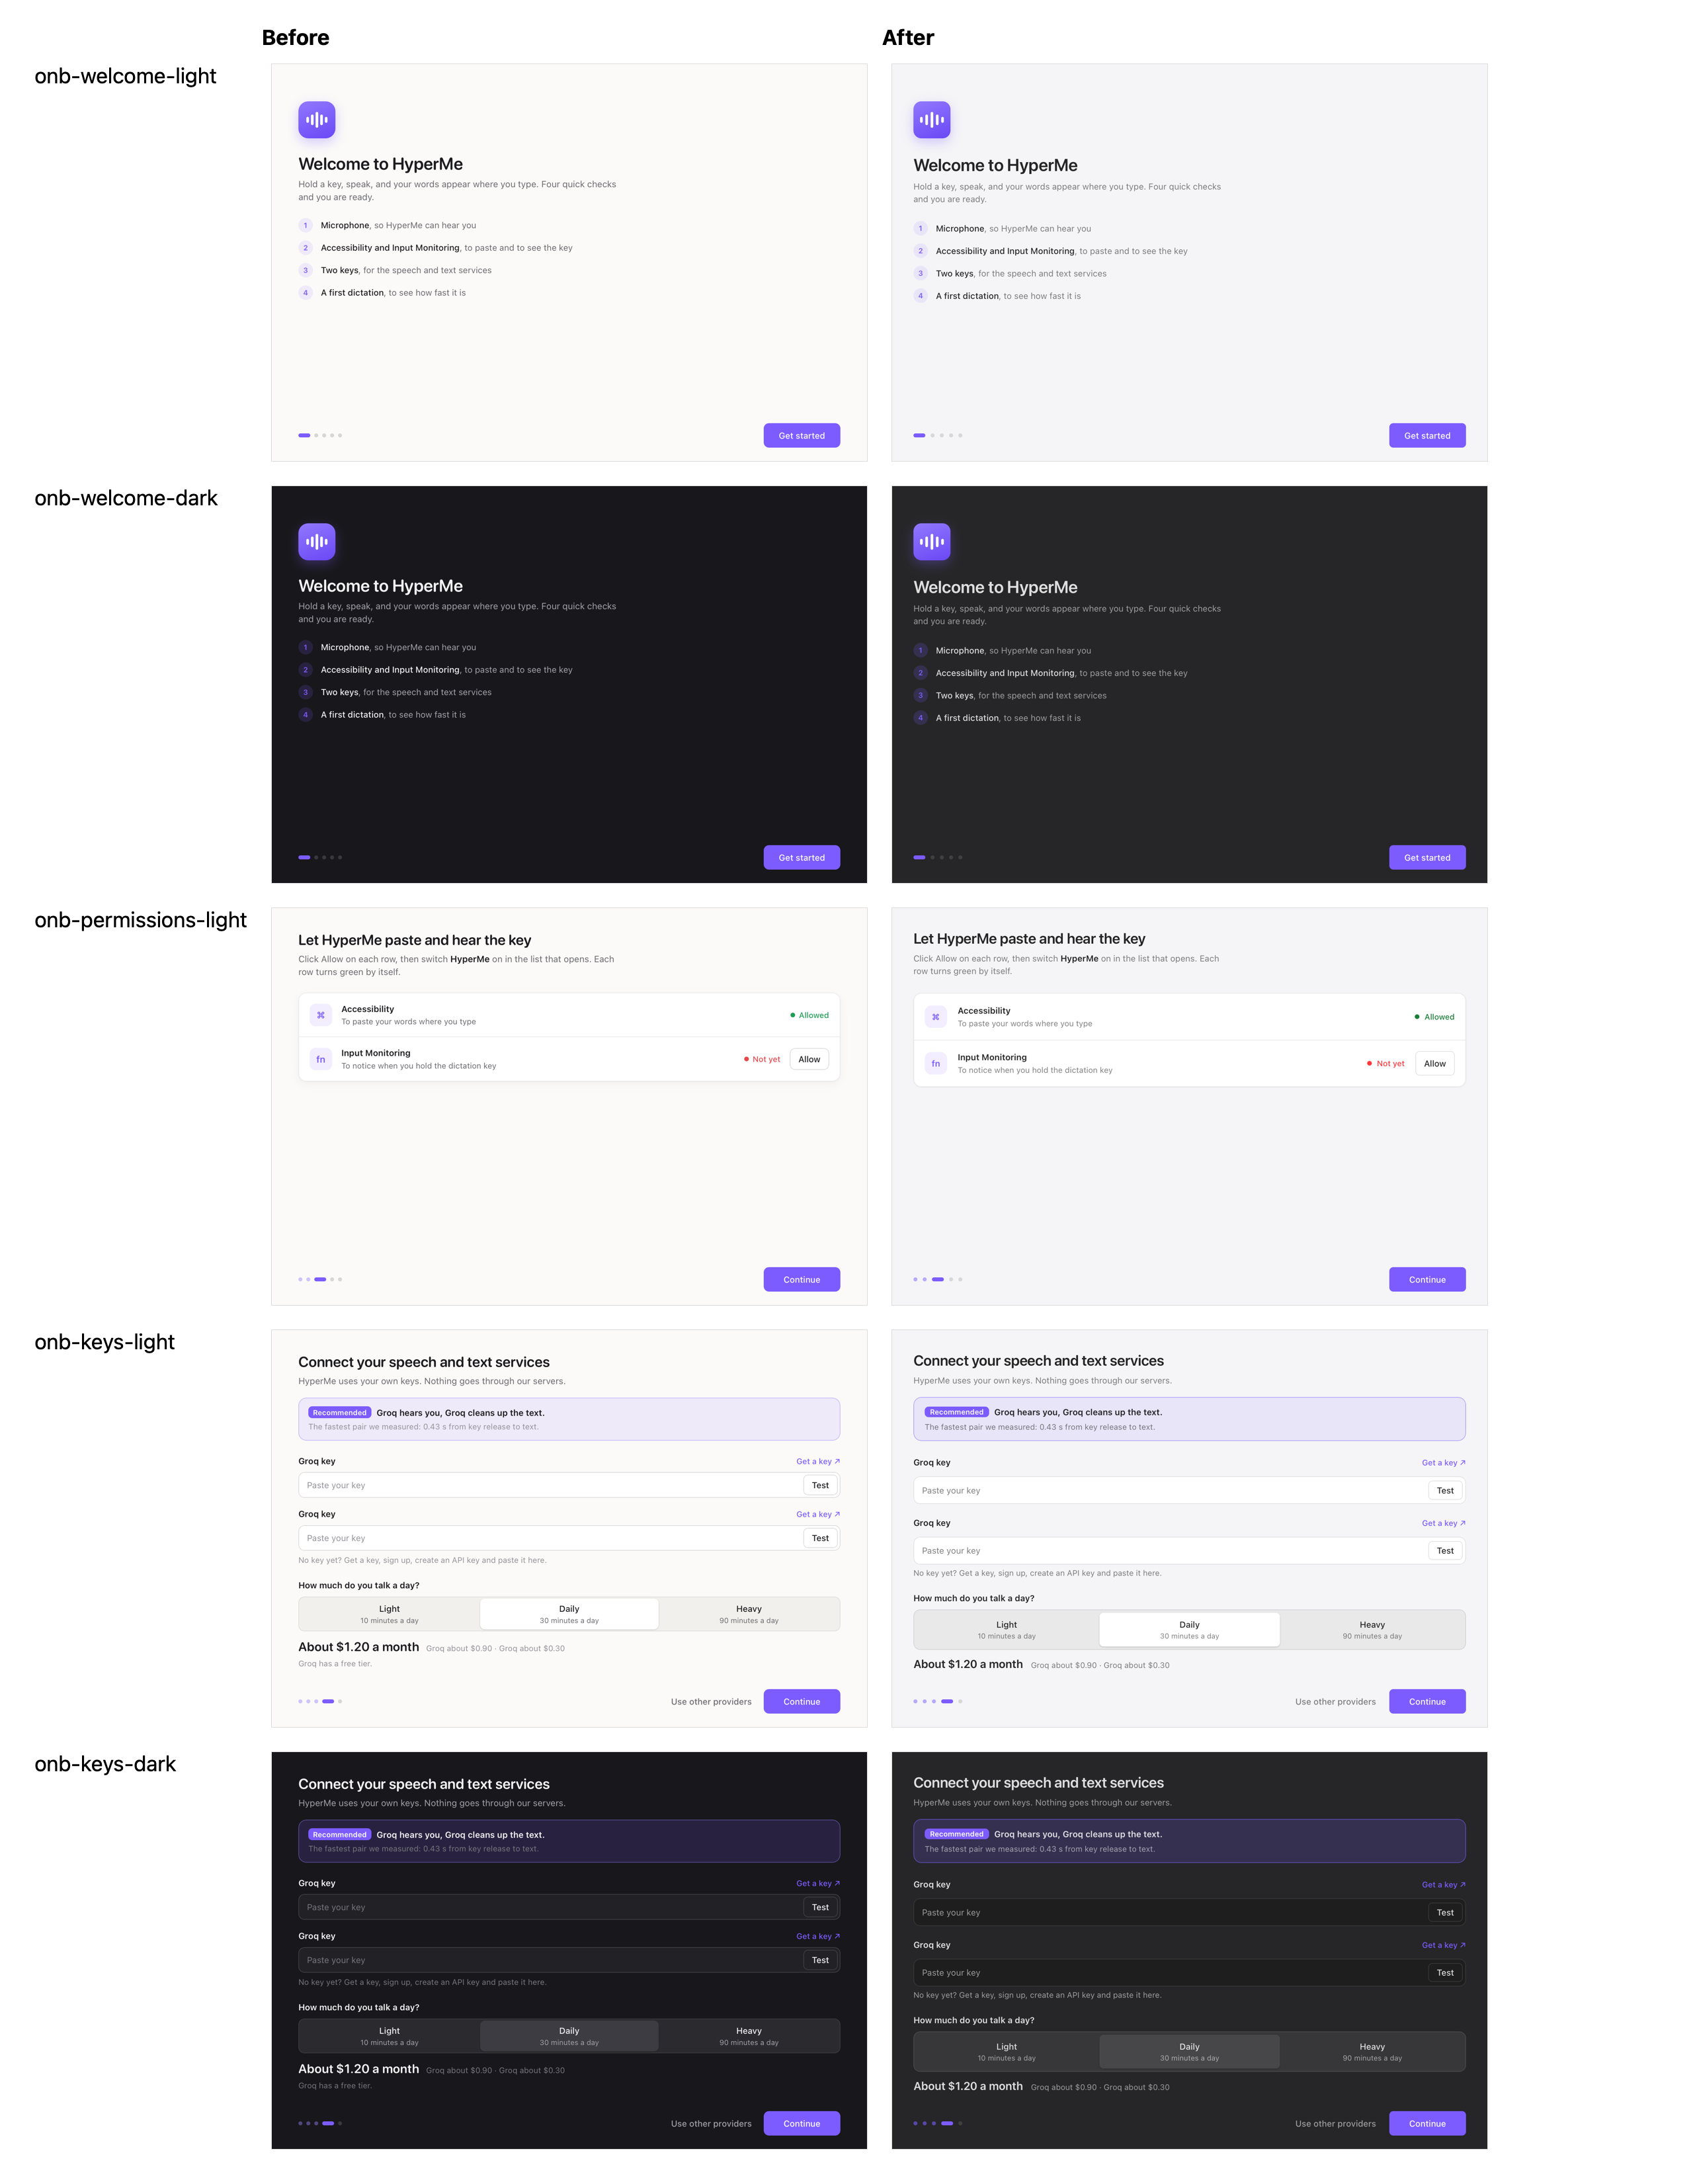 Before
After
onb-welcome-light
Welcome to HyperMe
Hold a key, speak, and your words appear where you type. Four quick checks
and you are ready.
1 Microphone, so HyperMe can hear you
2 Accessibility and Input Monitoring, to paste and to see the key
3 Two keys, for the speech and text services
4 A first dictation, to see how fast it is
Get started
Welcome to HyperMe
Hold a key, speak, and your words appear where you type. Four quick checks
and you are ready.
1 Microphone, so HyperMe can hear you
2 Accessibility and Input Monitoring, to paste and to see the key
3 Two keys, for the speech and text services
4 A first dictation, to see how fast it is
Get started
onb-welcome-dark
Welcome to HyperMe
Hold a key, speak, and your words appear where you type. Four quick checks
and you are ready.
1 Microphone, so HyperMe can hear you
2 Accessibility and Input Monitoring, to paste and to see the key
3 Two keys, for the speech and text services
4 A first dictation, to see how fast it is
Get started
Welcome to HyperMe
Hold a key, speak, and your words appear where you type. Four quick checks
and you are ready.
1 Microphone, so HyperMe can hear you
2 Accessibility and Input Monitoring, to paste and to see the key
3 Two keys, for the speech and text services
4 A first dictation, to see how fast it is
Get started
onb-permissions-light
Let HyperMe paste and hear the key
Click Allow on each row, then switch HyperMe on in the list that opens. Each
row turns green by itself.
⌘ Accessibility
To paste your words where you type
Allowed
fn Input Monitoring
To notice when you hold the dictation key
Not yet
Allow
Continue
Let HyperMe paste and hear the key
Click Allow on each row, then switch HyperMe on in the list that opens. Each
row turns green by itself.
⌘ Accessibility
To paste your words where you type
Allowed
fn Input Monitoring
To notice when you hold the dictation key
Not yet
Allow
Continue
onb-keys-light
Connect your speech and text services
HyperMe uses your own keys. Nothing goes through our servers.
Recommended Groq hears you, Groq cleans up the text.
The fastest pair we measured: 0.43 s from key release to text.
Groq key
Get a key ↗
Paste your key
Test
Groq key
Get a key ↗
Paste your key
Test
No key yet? Get a key, sign up, create an API key and paste it here.
How much do you talk a day?
Light
10 minutes a day
Daily
30 minutes a day
Heavy
90 minutes a day
About $1.20 a month Groq about $0.90 · Groq about $0.30
Groq has a free tier.
Use other providers
Continue
Connect your speech and text services
HyperMe uses your own keys. Nothing goes through our servers.
Recommended Groq hears you, Groq cleans up the text.
The fastest pair we measured: 0.43 s from key release to text.
Groq key
Get a key ↗
Paste your key
Test
Groq key
Get a key ↗
Paste your key
Test
No key yet? Get a key, sign up, create an API key and paste it here.
How much do you talk a day?
Light
10 minutes a day
Daily
30 minutes a day
Heavy
90 minutes a day
About $1.20 a month Groq about $0.90 · Groq about $0.30
Use other providers
Continue
onb-keys-dark
Connect your speech and text services
HyperMe uses your own keys. Nothing goes through our servers.
Recommended Groq hears you, Groq cleans up the text.
The fastest pair we measured: 0.43 s from key release to text.
Groq key
Get a key ↗
Paste your key
Test
Groq key
Get a key ↗
Paste your key
Test
No key yet? Get a key, sign up, create an API key and paste it here.
How much do you talk a day?
Light
10 minutes a day
Daily
30 minutes a day
Heavy
90 minutes a day
About $1.20 a month Groq about $0.90 · Groq about $0.30
Groq has a free tier.
Use other providers
Continue
Connect your speech and text services
HyperMe uses your own keys. Nothing goes through our servers.
Recommended Groq hears you, Groq cleans up the text.
The fastest pair we measured: 0.43 s from key release to text.
Groq key
Get a key ↗
Paste your key
Test
Groq key
Get a key ↗
Paste your key
Test
No key yet? Get a key, sign up, create an API key and paste it here.
How much do you talk a day?
Light
10 minutes a day
Daily
30 minutes a day
Heavy
90 minutes a day
About $1.20 a month Groq about $0.90 · Groq about $0.30
Use other providers
Continue